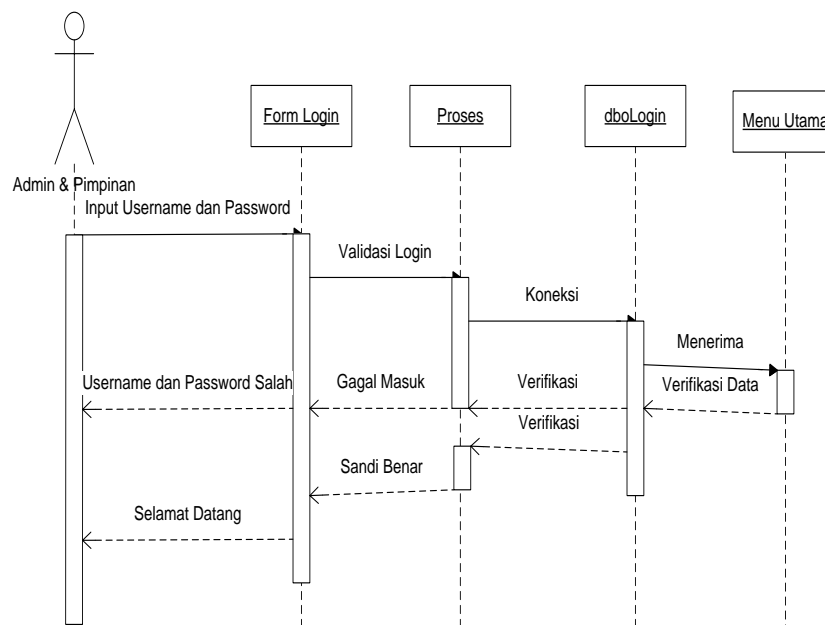 Form Login
Proses
dboLogin
Menu Utama
Admin & Pimpinan
Input Username dan Password
Validasi Login
Koneksi
Menerima
Username dan Password Salah
Gagal Masuk
Verifikasi
Verifikasi Data
Verifikasi
Sandi Benar
Selamat Datang